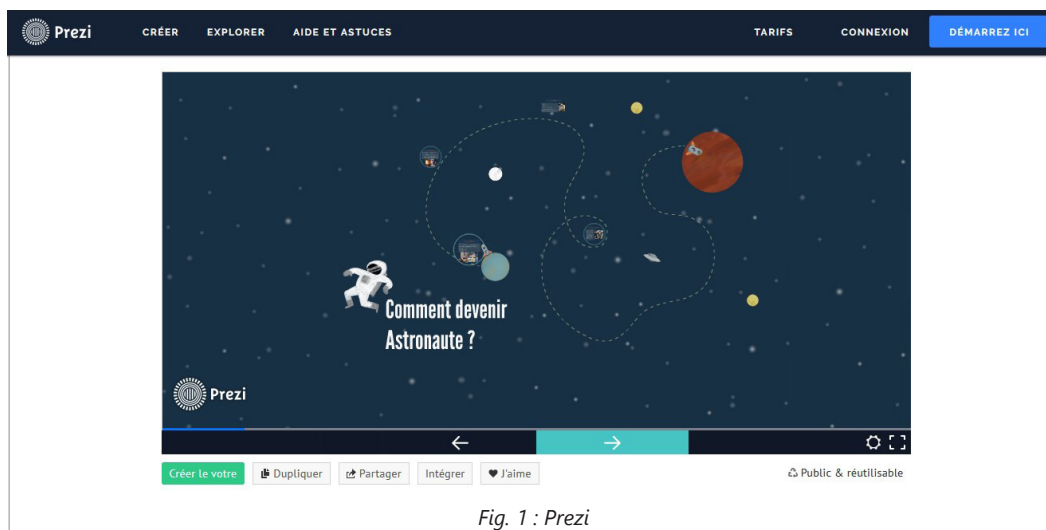 Prezi CRÉER EXPLORER AIDE ET ASTUCES TARIFS CONNEXION DÉMARREZ ICI
Comment devenir
Astronaute ?
Prezi
Créer le votre Dupliquer Partager Intégrer J'aime Public & réutilisable
Fig. 1 : Prezi